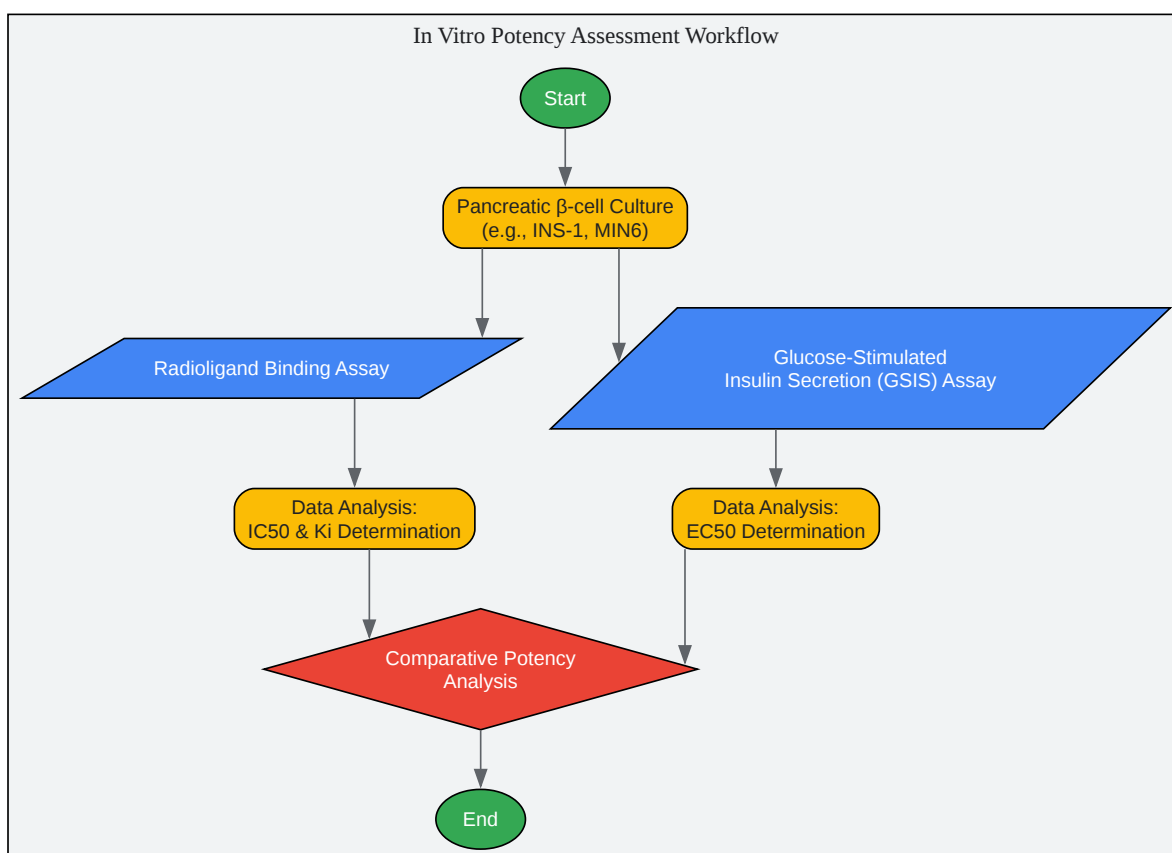 In Vitro Potency Assessment Workflow
Start
Pancreatic β-cell Culture
(e.g., INS-1, MIN6)
Radioligand Binding Assay
Glucose-Stimulated
Insulin Secretion (GSIS) Assay
Data Analysis:
IC50 & Ki Determination
Data Analysis:
EC50 Determination
Comparative Potency
Analysis
End